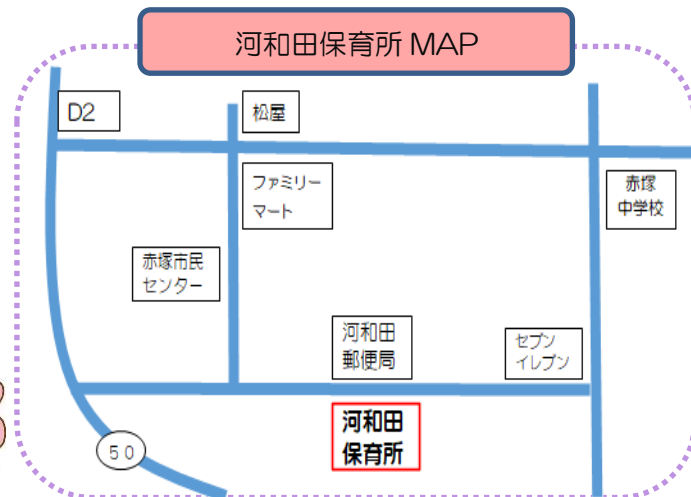 河和田保育所 MAP
D2
松屋
ファミリー
マート
赤塚
中学校
赤塚市民
センター
河和田
郵便局
セブン
イレブン
河和田
保育所
50